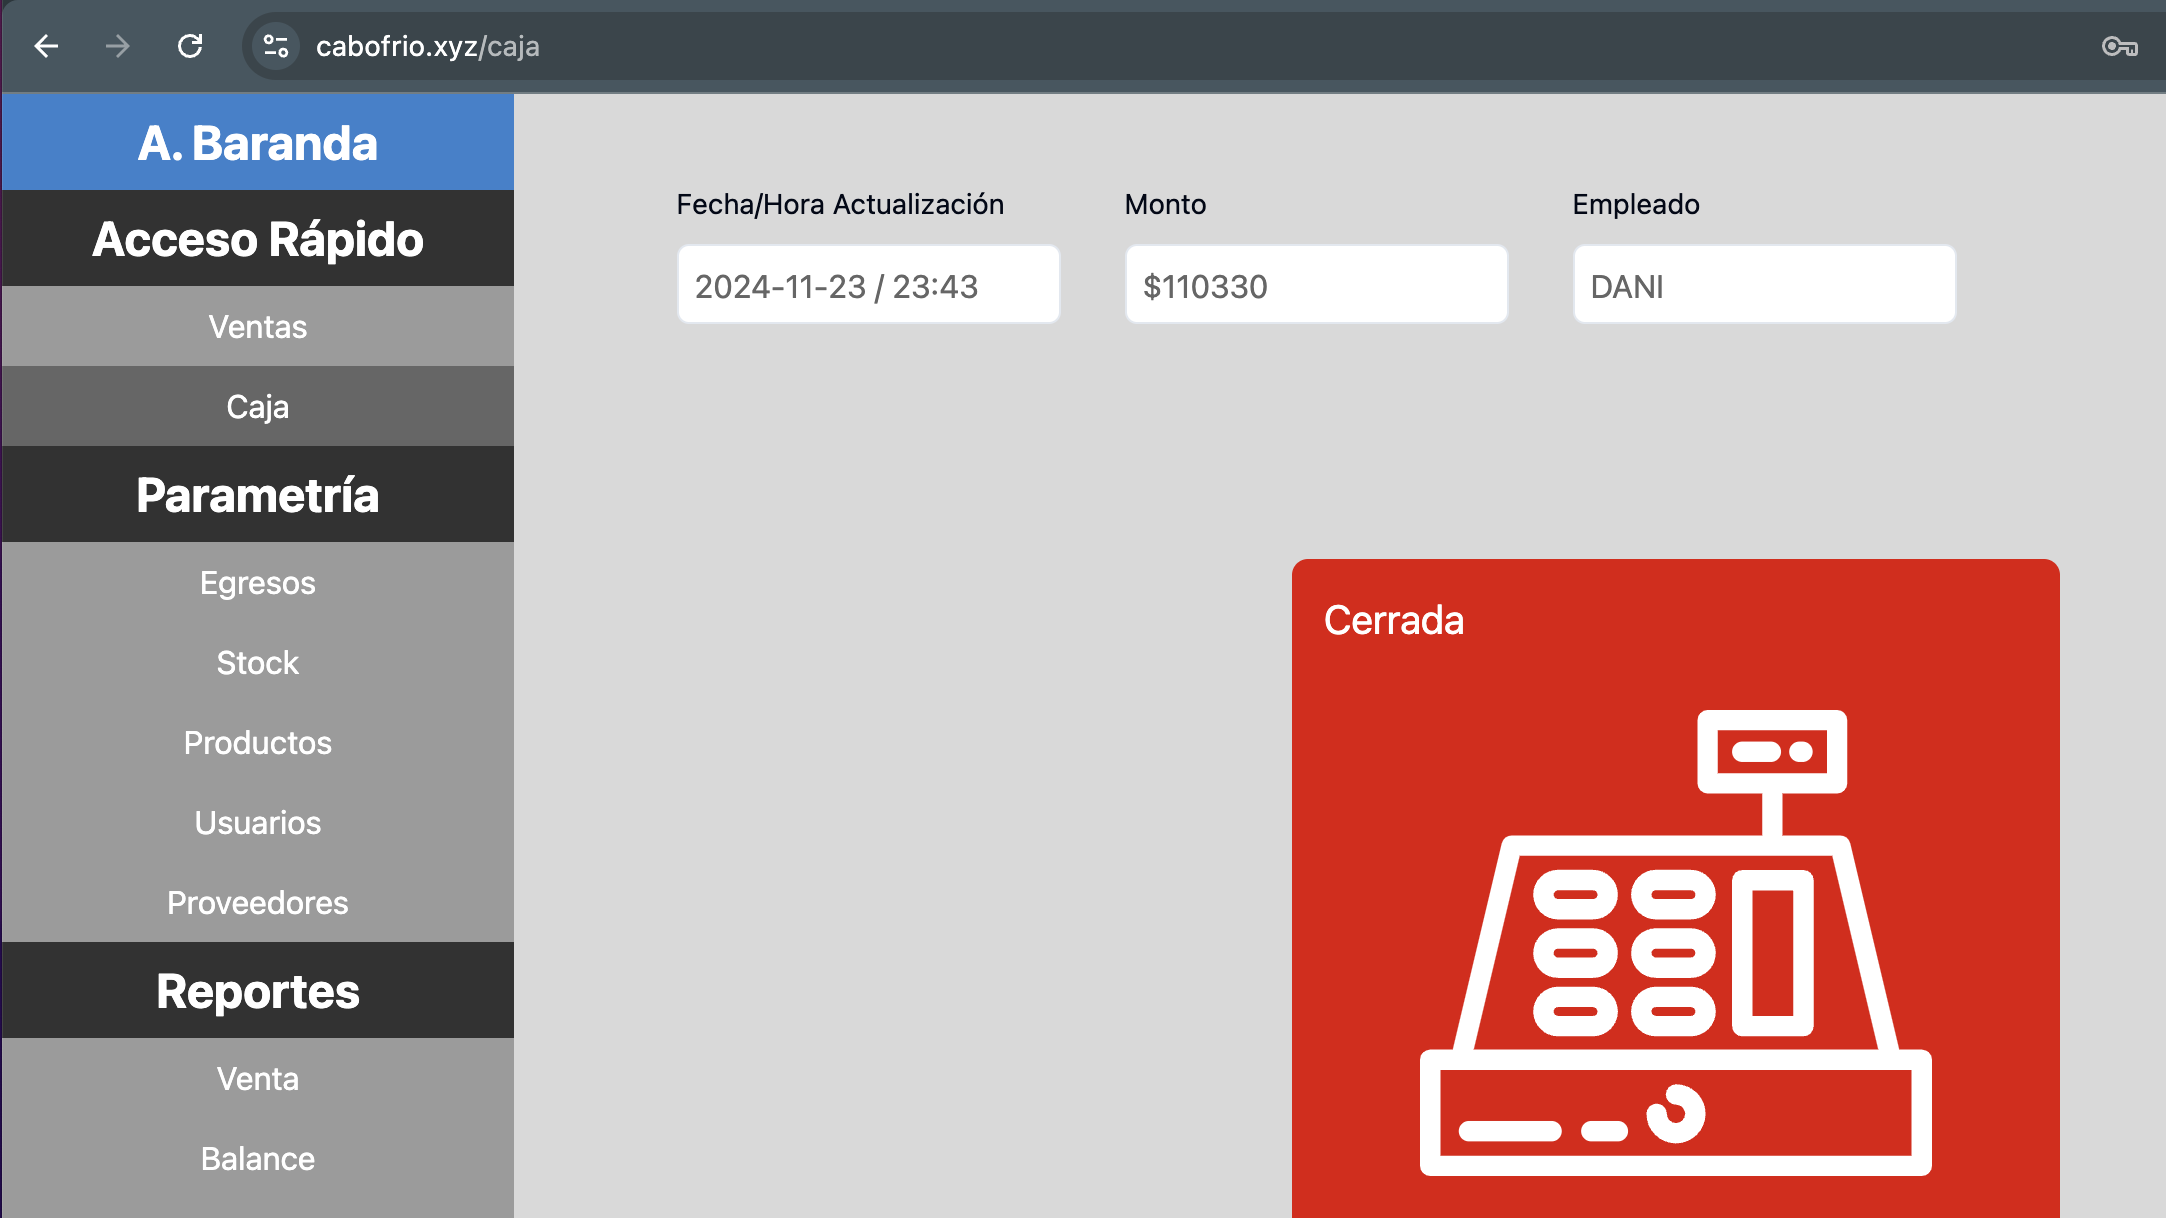 cabofrio.xyz/caja
A. Baranda
Acceso Rápido
Ventas
Caja
Parametría
Egresos
Stock
Productos
Usuarios
Proveedores
Reportes
Venta
Balance
Fecha/Hora Actualización
2024-11-23 / 23:43
Monto
$110330
Empleado
DANI
Cerrada